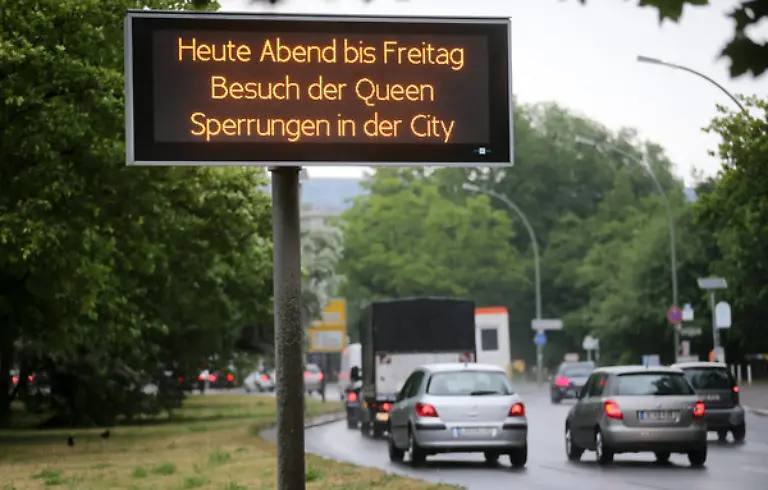 Heute Abend bis Freitag
Besuch der Queen
Sperrungen in der City